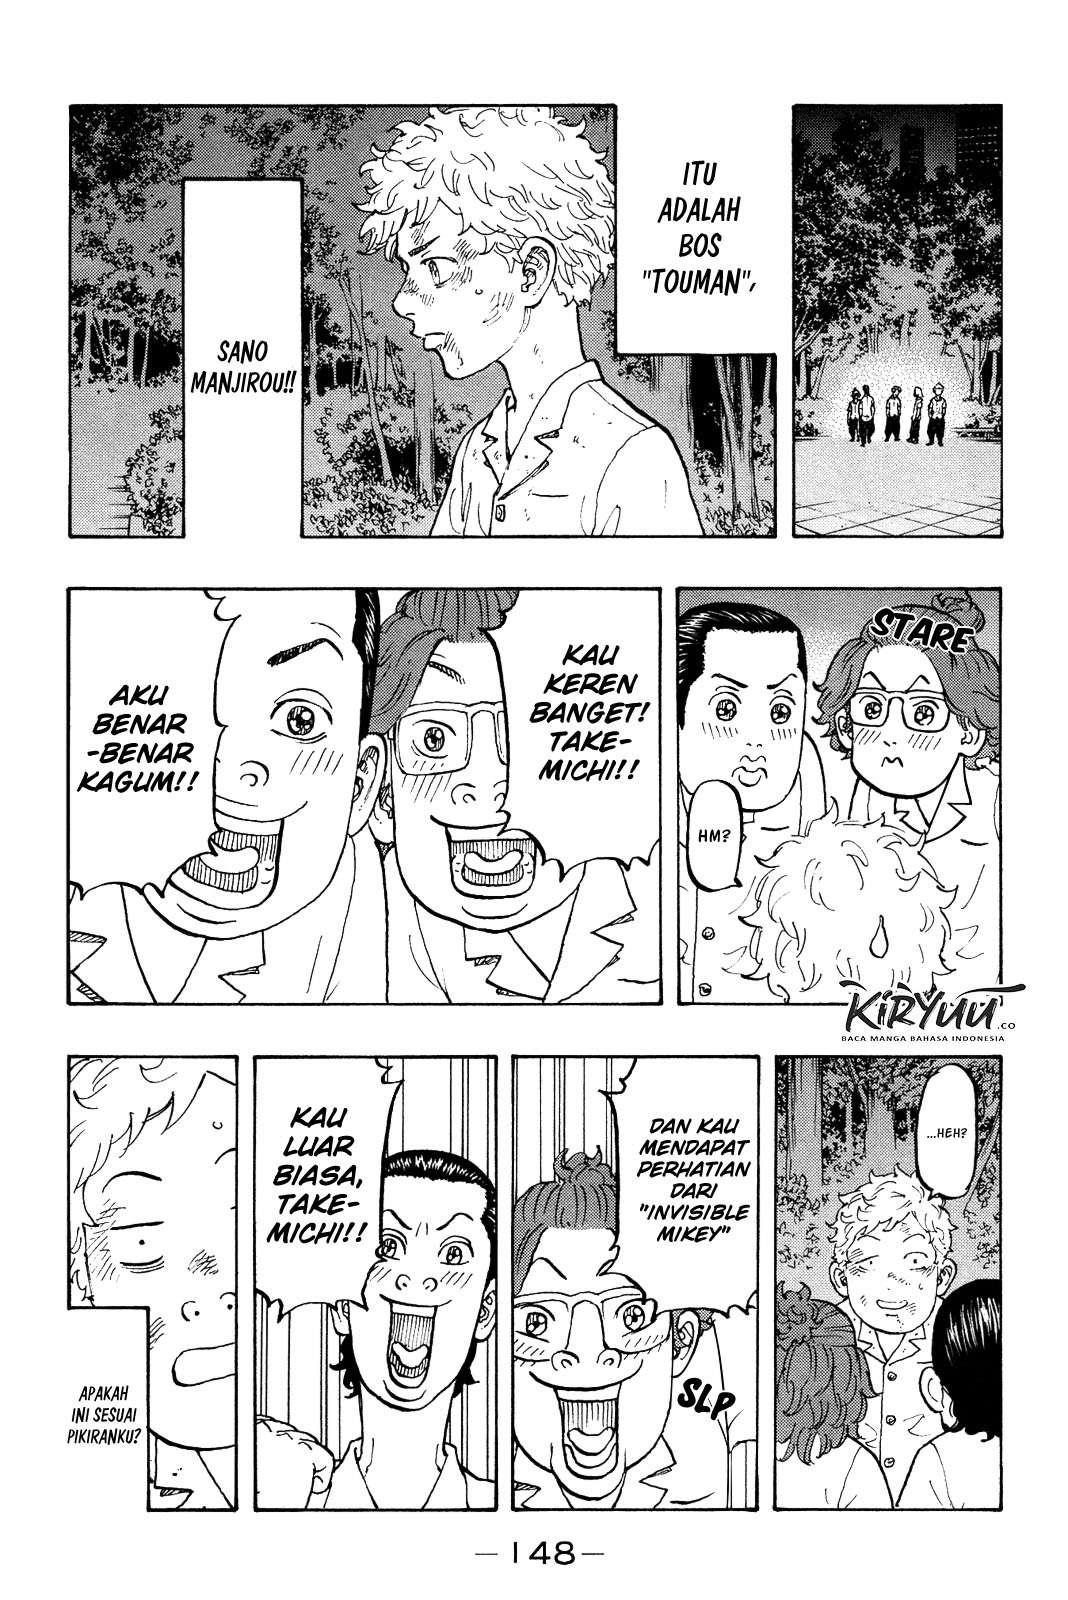 ITU
ADALAH
BOS
"TOUMAN",
SANO
MANJIROU!!
STARE
HM?
KAU
KEREN
BANGET!
TAKE-
MICHI!!
AKU
BENAR
-BENAR
KAGUM!!
KIRYUU.CO
BACA MANGA BAHASA INDONESIA
...HEH?
DAN KAU
MENDAPAT
PERHATIAN
DARI
"INVISIBLE
MIKEY"
SLP
KAU
LUAR
BIASA,
TAKE-
MICHI!!
APAKAH
INI SESUAI
PIKIRANKU?
—148—